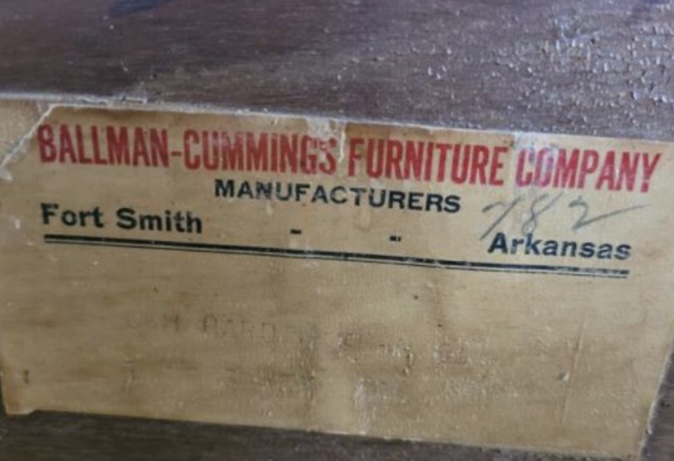 BALLMAN-CUMMINGS FURNITURE COMPANY
MANUFACTURERS 782
Fort Smith - - Arkansas